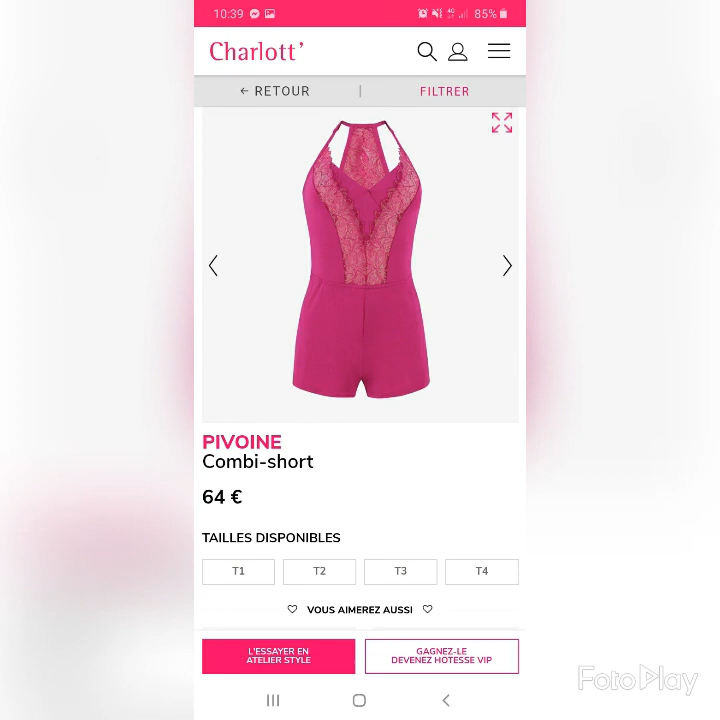 10:39
4G
85%
Charlott'
← RETOUR | FILTRER
PIVOINE
Combi-short
64 €
TAILLES DISPONIBLES
T1 T2 T3 T4
♡ VOUS AIMEREZ AUSSI ♡
L'ESSAYER EN
ATELIER STYLE
GAGNEZ-LE
DEVENEZ HOTESSE VIP
FotoPlay